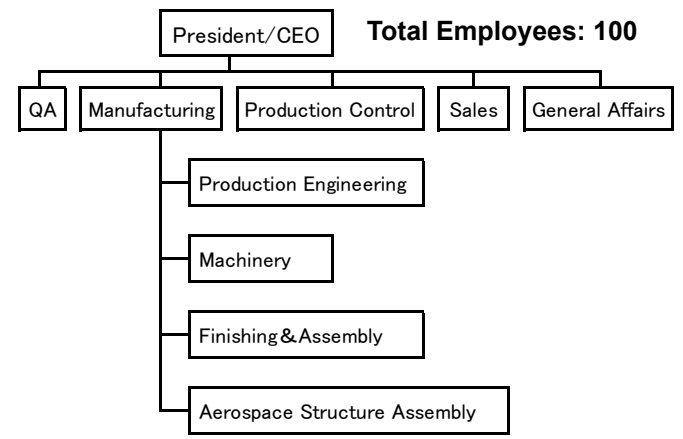 President/CEO
Total Employees: 100
QA
Manufacturing
Production Control
Sales
General Affairs
Production Engineering
Machinery
Finishing＆Assembly
Aerospace Structure Assembly